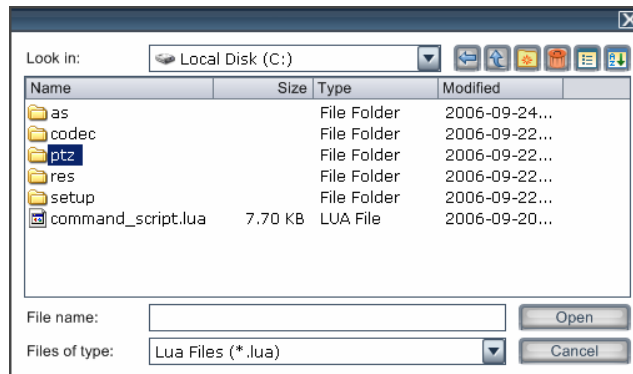 Look in: Local Disk (C:)
Name Size Type Modified
as File Folder 2006-09-24...
codec File Folder 2006-09-22...
ptz File Folder 2006-09-22...
res File Folder 2006-09-22...
setup File Folder 2006-09-22...
command_script.lua 7.70 KB LUA File 2006-09-20...
File name: Open
Files of type: Lua Files (*.lua) Cancel